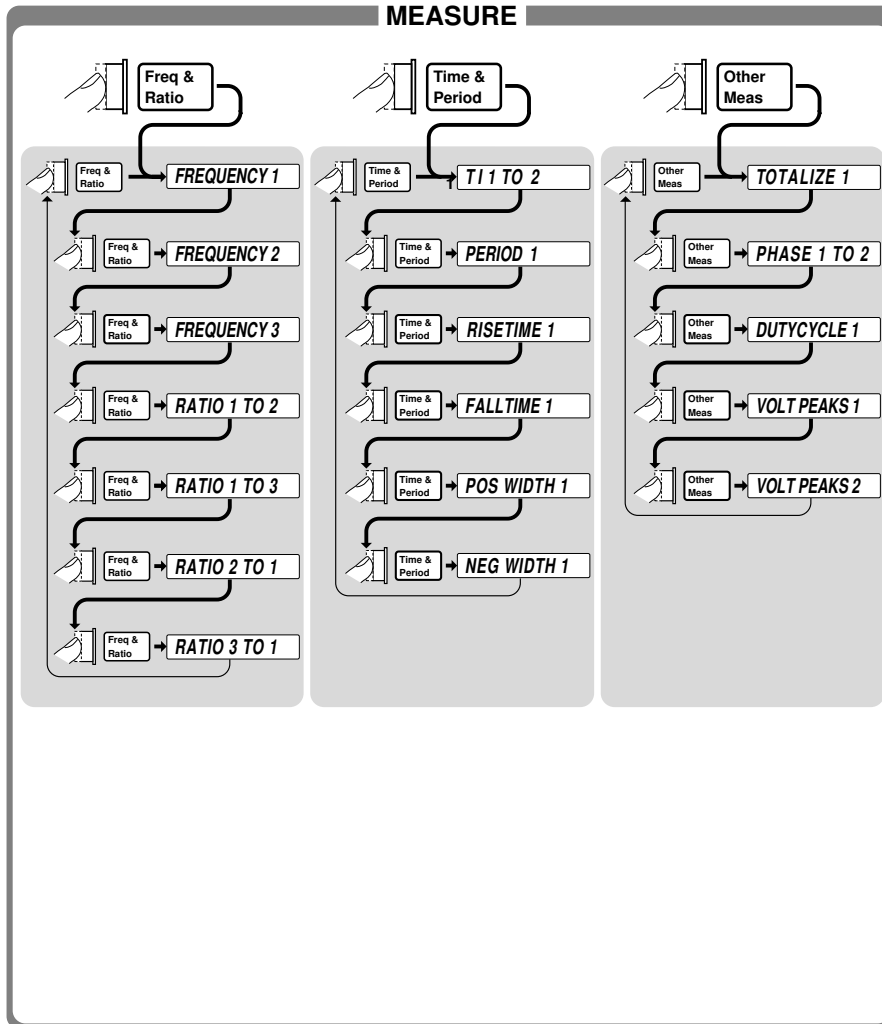 MEASURE
Freq &
Ratio
Freq &
Ratio
FREQUENCY 1
Freq &
Ratio
FREQUENCY 2
Freq &
Ratio
FREQUENCY 3
Freq &
Ratio
RATIO 1 TO 2
Freq &
Ratio
RATIO 1 TO 3
Freq &
Ratio
RATIO 2 TO 1
Freq &
Ratio
RATIO 3 TO 1
Time &
Period
Time &
Period
TI 1 TO 2
Time &
Period
PERIOD 1
Time &
Period
RISETIME 1
Time &
Period
FALLTIME 1
Time &
Period
POS WIDTH 1
Time &
Period
NEG WIDTH 1
Other
Meas
Other
Meas
TOTALIZE 1
Other
Meas
PHASE 1 TO 2
Other
Meas
DUTYCYCLE 1
Other
Meas
VOLT PEAKS 1
Other
Meas
VOLT PEAKS 2